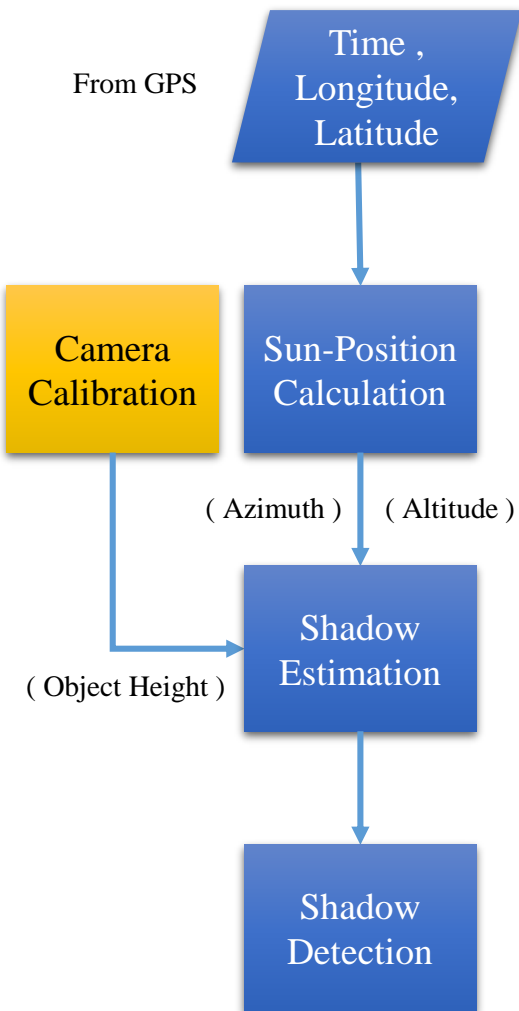 From GPS
Time ,
Longitude,
Latitude
Camera
Calibration
Sun-Position
Calculation
( Azimuth )
( Altitude )
Shadow
Estimation
( Object Height )
Shadow
Detection